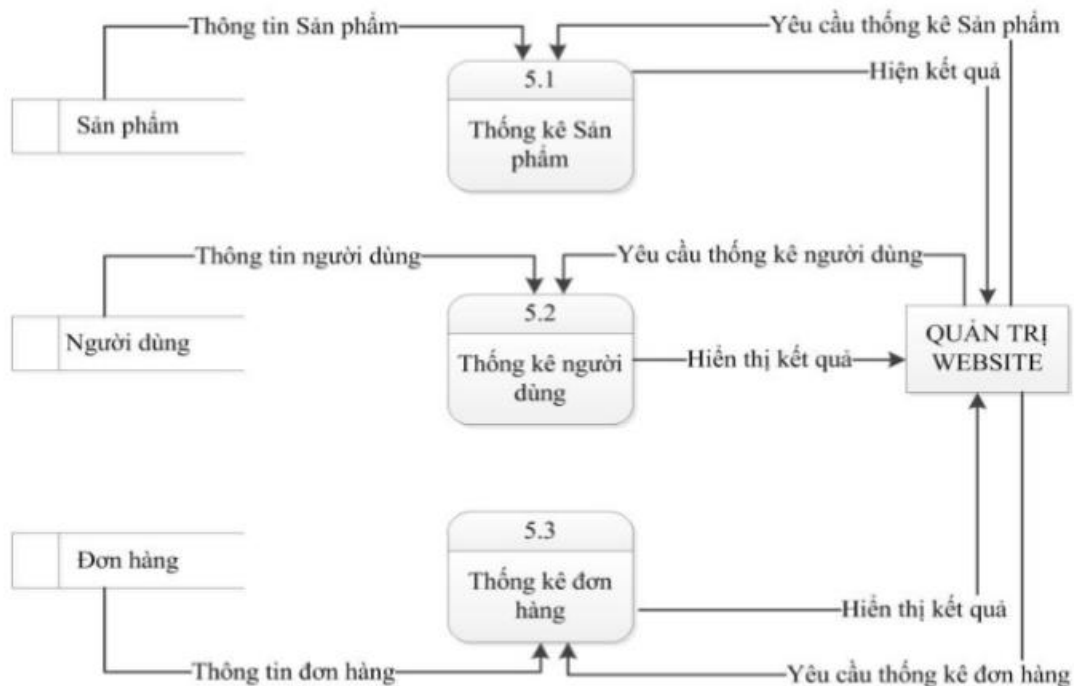 Thông tin Sản phẩm
Yêu cầu thống kê Sản phẩm
5.1
Hiện kết quả
Sản phẩm
Thống kê Sản
phẩm
Thông tin người dùng
Yêu cầu thống kê người dùng
5.2
Người dùng
Thống kê người
dùng
Hiển thị kết quả
QUẢN TRỊ
WEBSITE
5.3
Đơn hàng
Thống kê đơn
hàng
Hiển thị kết quả
Thông tin đơn hàng
Yêu cầu thống kê đơn hàng